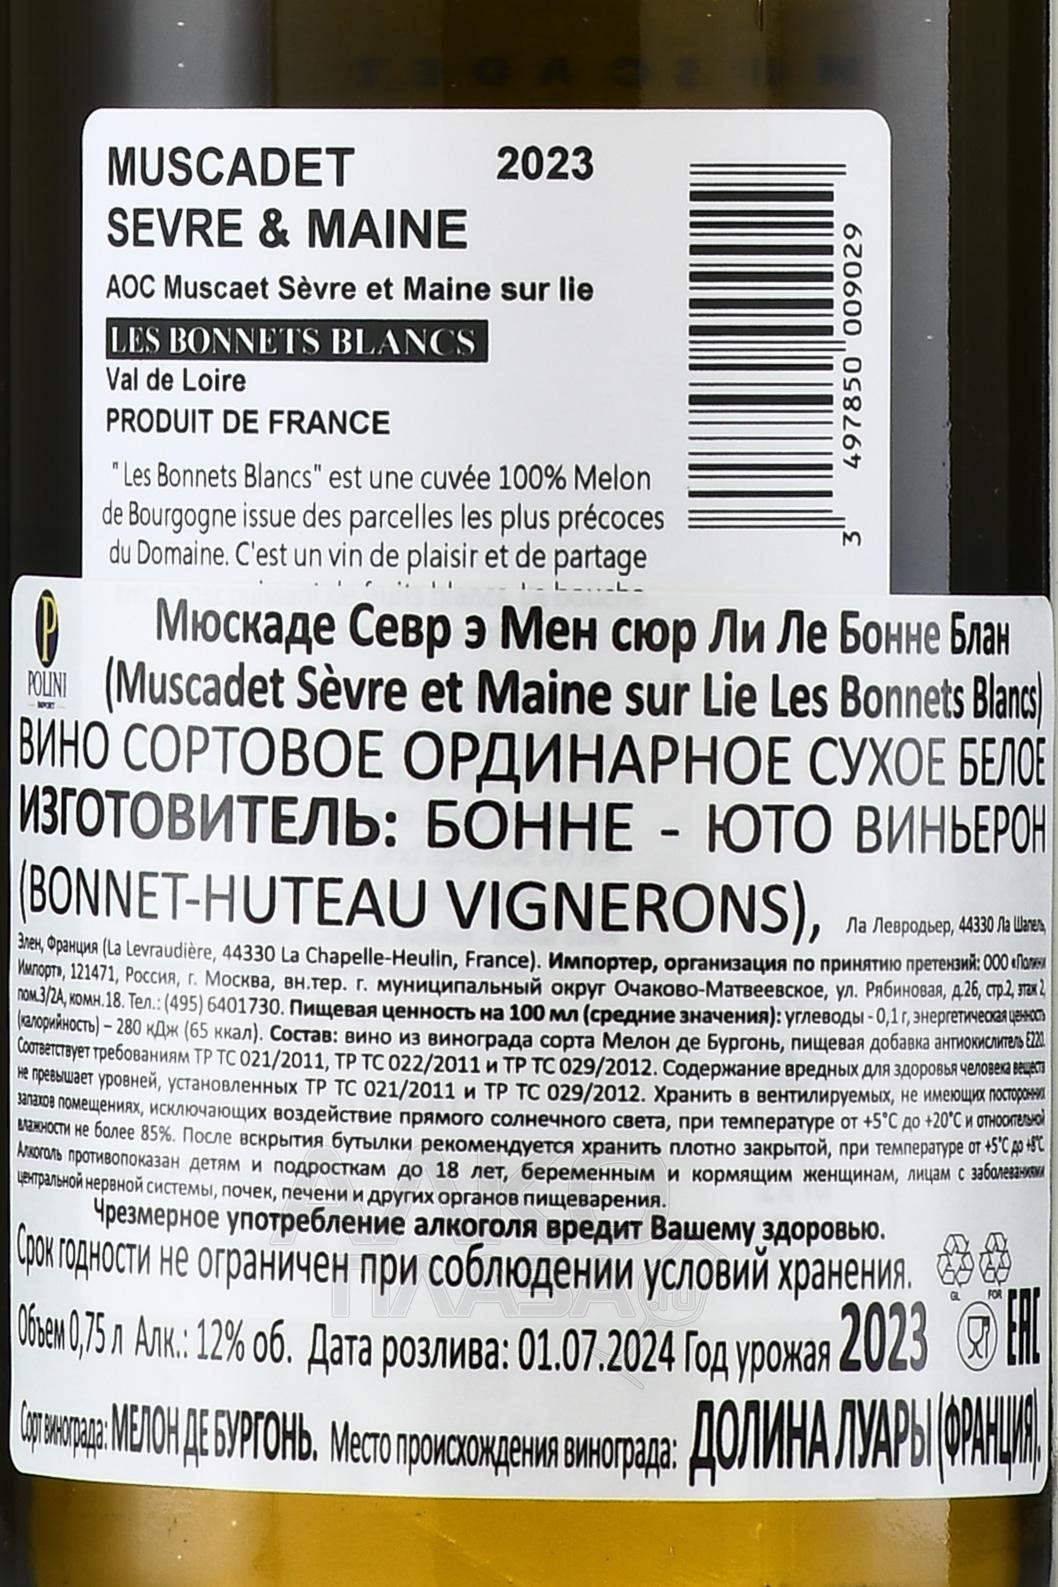 MUSCADET 2023
SEVRE & MAINE
AOC Muscaet Sèvre et Maine sur lie
LES BONNETS BLANCS
Val de Loire
PRODUIT DE FRANCE
"Les Bonnets Blancs" est une cuvée 100% Melon
de Bourgogne issue des parcelles les plus précoces
du Domaine. C'est un vin de plaisir et de partage
3 497850 009029
POLINI
IMPORT
Мюскаде Севр э Мен сюр Ли Ле Бонне Блан
(Muscadet Sèvre et Maine sur Lie Les Bonnets Blancs)
ВИНО СОРТОВОЕ ОРДИНАРНОЕ СУХОЕ БЕЛОЕ
ИЗГОТОВИТЕЛЬ: БОННЕ - ЮТО ВИНЬЕРОН
(BONNET-HUTEAU VIGNERONS), Ла Левродьер, 44330 Ла Шапель,
Элен, Франция (La Levraudière, 44330 La Chapelle-Heulin, France). Импортер, организация по принятию претензий: ООО «Полини
Импорт», 121471, Россия, г. Москва, вн.тер. г. муниципальный округ Очаково-Матвеевское, ул. Рябиновая, д.26, стр.2, этаж 2,
пом.3/2А, комн.18. Тел.: (495) 6401730. Пищевая ценность на 100 мл (средние значения): углеводы - 0,1 г, энергетическая ценность
(калорийность) – 280 кДж (65 ккал). Состав: вино из винограда сорта Мелон де Бургонь, пищевая добавка антиокислитель Е220.
Соответствует требованиям ТР ТС 021/2011, ТР ТС 022/2011 и ТР ТС 029/2012. Содержание вредных для здоровья человека веществ
не превышает уровней, установленных ТР ТС 021/2011 и ТР ТС 029/2012. Хранить в вентилируемых, не имеющих посторонних
запахов помещениях, исключающих воздействие прямого солнечного света, при температуре от +5°С до +20°С и относительной
влажности не более 85%. После вскрытия бутылки рекомендуется хранить плотно закрытой, при температуре от +5°С до +8°С
Алкоголь противопоказан детям и подросткам до 18 лет, беременным и кормящим женщинам, лицам с заболеваниями
центральной нервной системы, почек, печени и других органов пищеварения.
Чрезмерное употребление алкоголя вредит Вашему здоровью.
Срок годности не ограничен при соблюдении условий хранения.
GL FOR
Объем 0,75 л Алк.: 12% об. Дата розлива: 01.07.2024 Год урожая 2023 ЕАС
Сорт винограда: МЕЛОН ДЕ БУРГОНЬ. Место происхождения винограда: ДОЛИНА ЛУАРЫ (ФРАНЦИЯ).